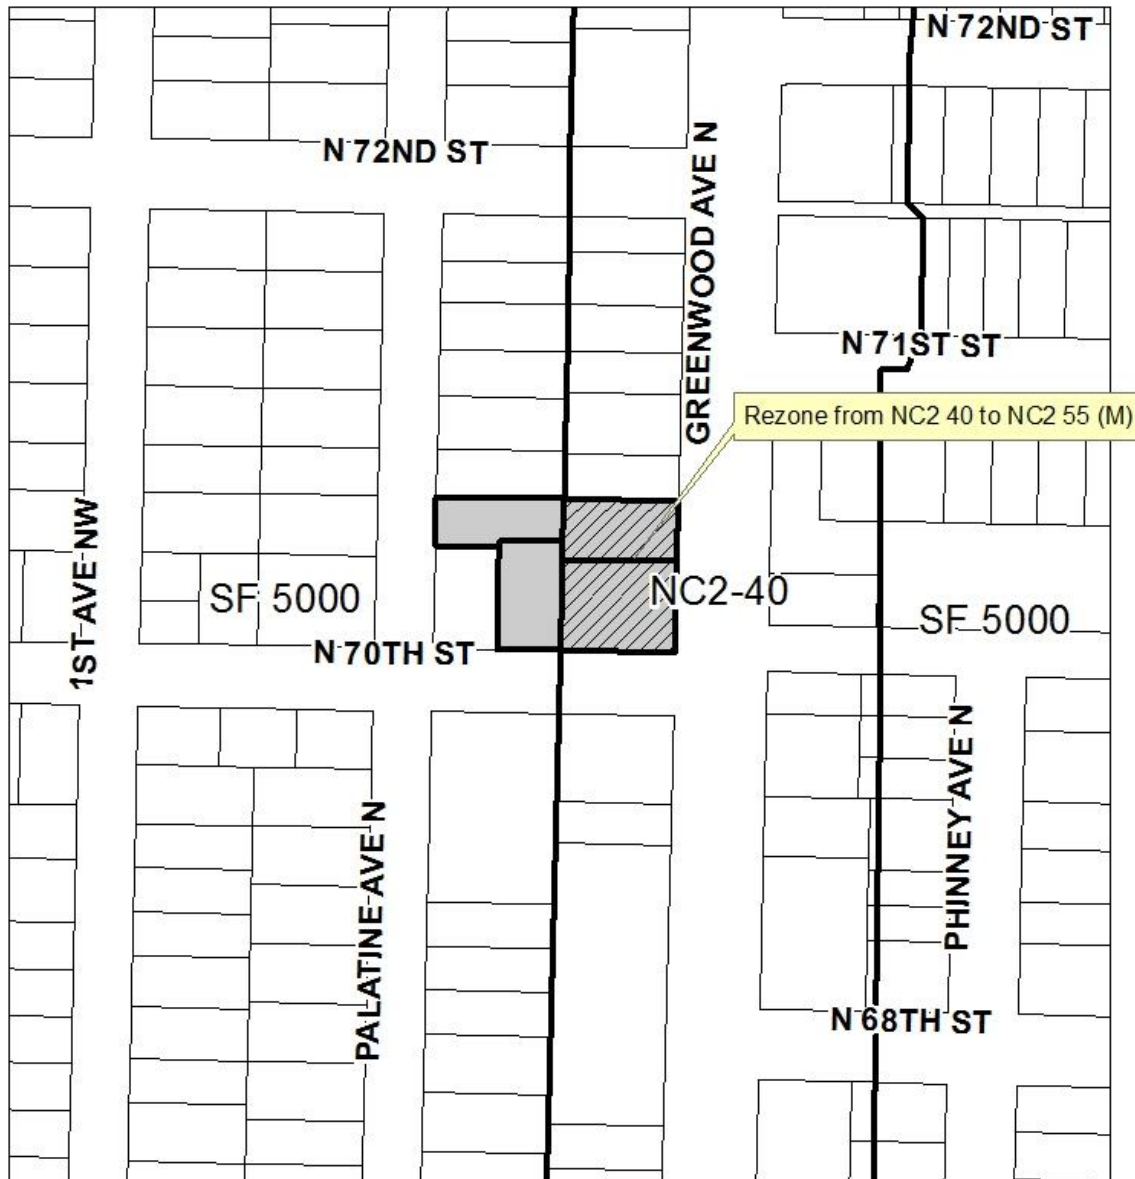 N 72ND ST
N 72ND ST
GREENWOOD AVE N
N 71ST ST
Rezone from NC2 40 to NC2 55 (M)
1ST AVE NW
SF 5000
NC2-40
SF 5000
N 70TH ST
PALATINE AVE N
PHINNEY AVE N
N 68TH ST